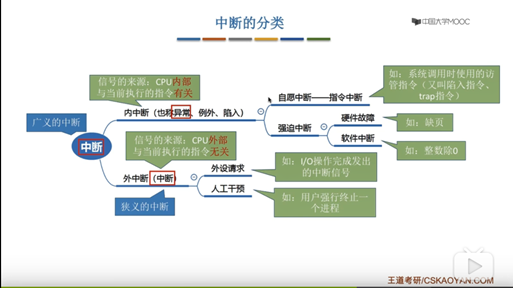 中断的分类
中国大学MOOC
信号的来源：CPU内部
与当前执行的指令有关
如：系统调用时使用的访
管指令（又叫陷入指令、
trap指令）
自愿中断——指令中断
广义的中断
内中断（也称异常、例外、陷入）
硬件故障
如：缺页
强迫中断
信号的来源：CPU外部
与当前执行的指令无关
软件中断
如：整数除0
中断
外设请求
如：I/O操作完成发出
的中断信号
外中断（中断）
人工干预
如：用户强行终止一
个进程
狭义的中断
王道考研/CSKAOYAN.COM